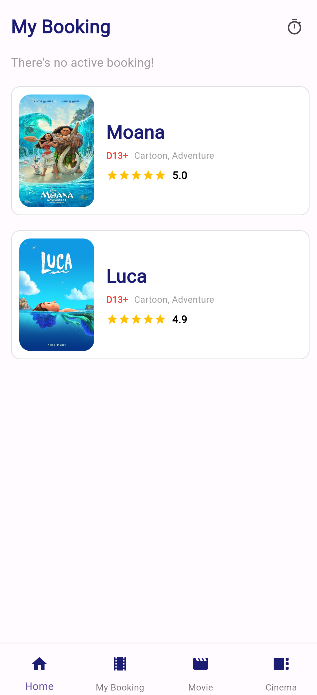 My Booking
There's no active booking!
MOANA
Moana
D13+ Cartoon, Adventure
5.0
LUCA
Luca
D13+ Cartoon, Adventure
4.9
Home
My Booking
Movie
Cinema